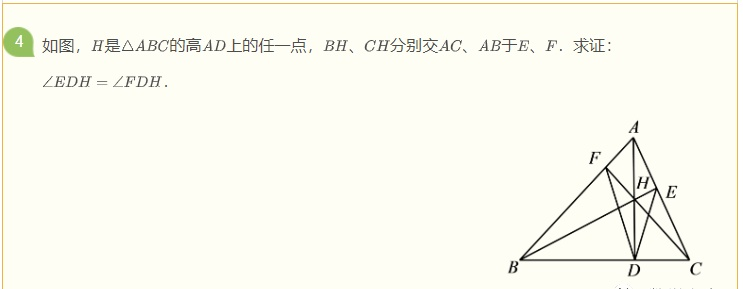 4 如图，H是△ABC的高AD上的任一点，BH、CH分别交AC、AB于E、F．求证：
∠EDH = ∠FDH．
A
F
H
E
B
D
C